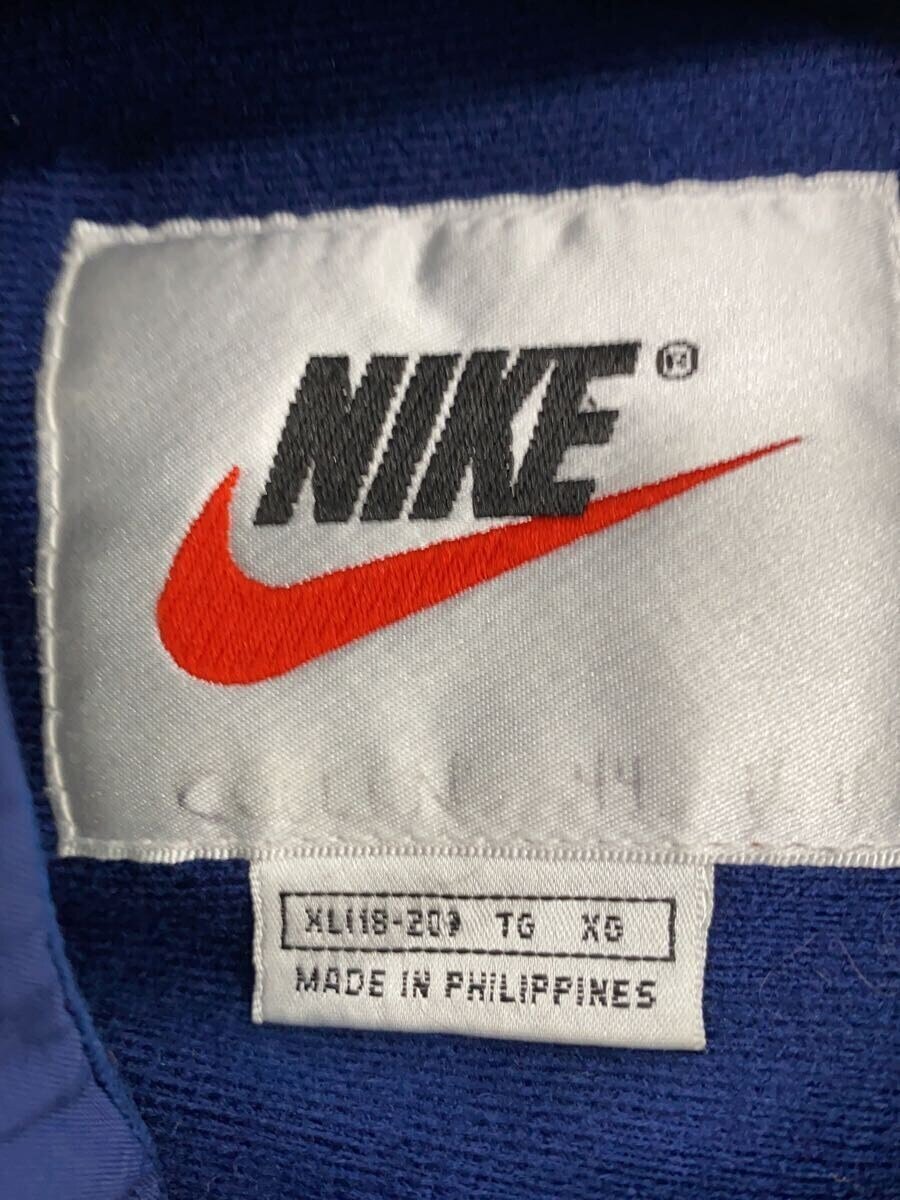 NIKE®
XL(18-20) TG XG
MADE IN PHILIPPINES